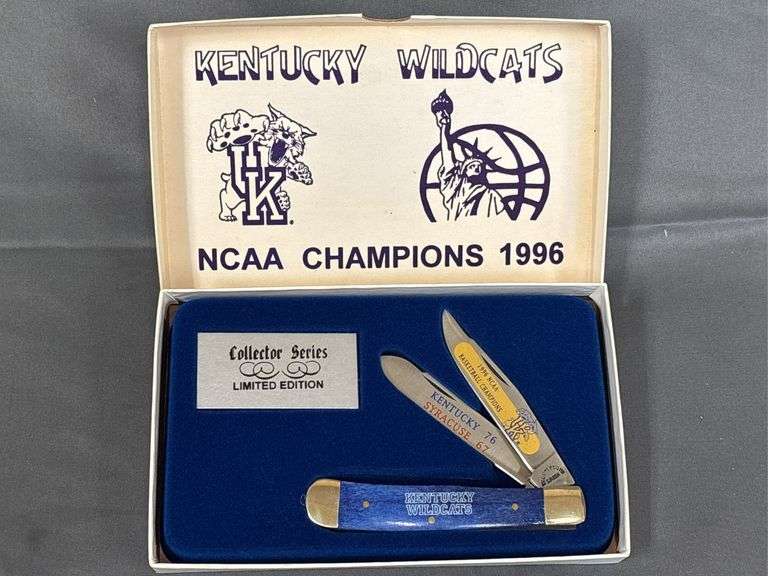 KENTUCKY WILDCATS
UK
NCAA CHAMPIONS 1996
Collector Series
LIMITED EDITION
1996 NCAA
BASKETBALL CHAMPIONS
KENTUCKY 76
SYRACUSE 67
KENTUCKY
WILDCATS